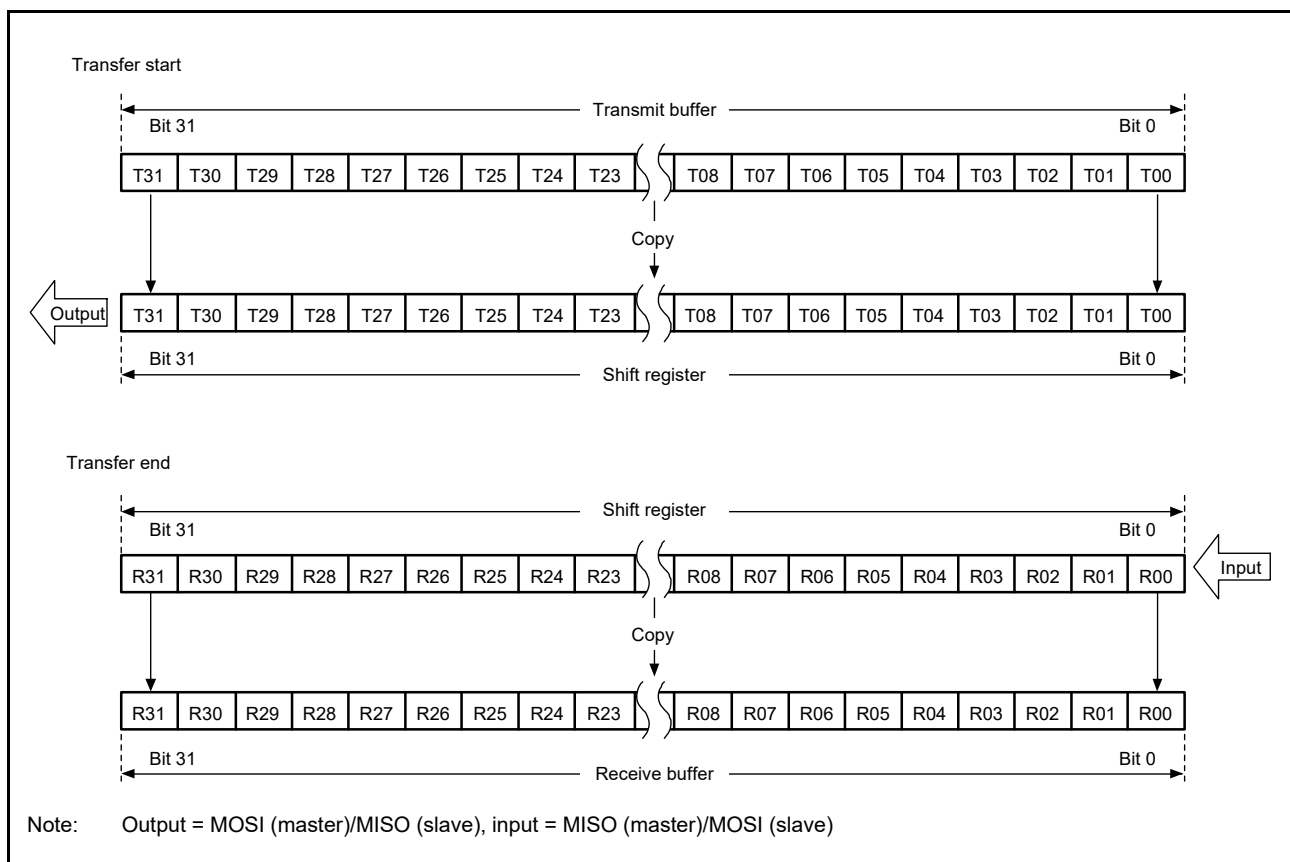 Transfer start
Transmit buffer
Bit 31 Bit 0
T31 T30 T29 T28 T27 T26 T25 T24 T23 T08 T07 T06 T05 T04 T03 T02 T01 T00
Copy
Output T31 T30 T29 T28 T27 T26 T25 T24 T23 T08 T07 T06 T05 T04 T03 T02 T01 T00
Bit 31 Bit 0
Shift register
Transfer end
Shift register
Bit 31 Bit 0
R31 R30 R29 R28 R27 R26 R25 R24 R23 R08 R07 R06 R05 R04 R03 R02 R01 R00 Input
Copy
R31 R30 R29 R28 R27 R26 R25 R24 R23 R08 R07 R06 R05 R04 R03 R02 R01 R00
Bit 31 Bit 0
Receive buffer
Note: Output = MOSI (master)/MISO (slave), input = MISO (master)/MOSI (slave)